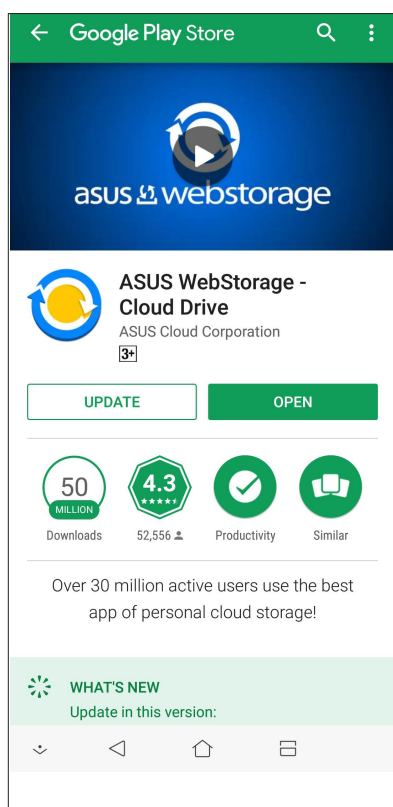 Google Play Store
asus webstorage
ASUS WebStorage -
Cloud Drive
ASUS Cloud Corporation
3+
UPDATE
OPEN
50
MILLION
Downloads
4.3
52,556
Productivity
Similar
Over 30 million active users use the best
app of personal cloud storage!
WHAT'S NEW
Update in this version: